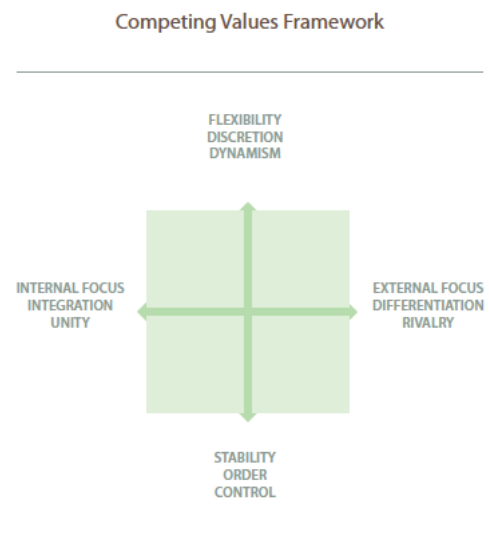 Competing Values Framework
FLEXIBILITY
DISCRETION
DYNAMISM
INTERNAL FOCUS
INTEGRATION
UNITY
EXTERNAL FOCUS
DIFFERENTIATION
RIVALRY
STABILITY
ORDER
CONTROL